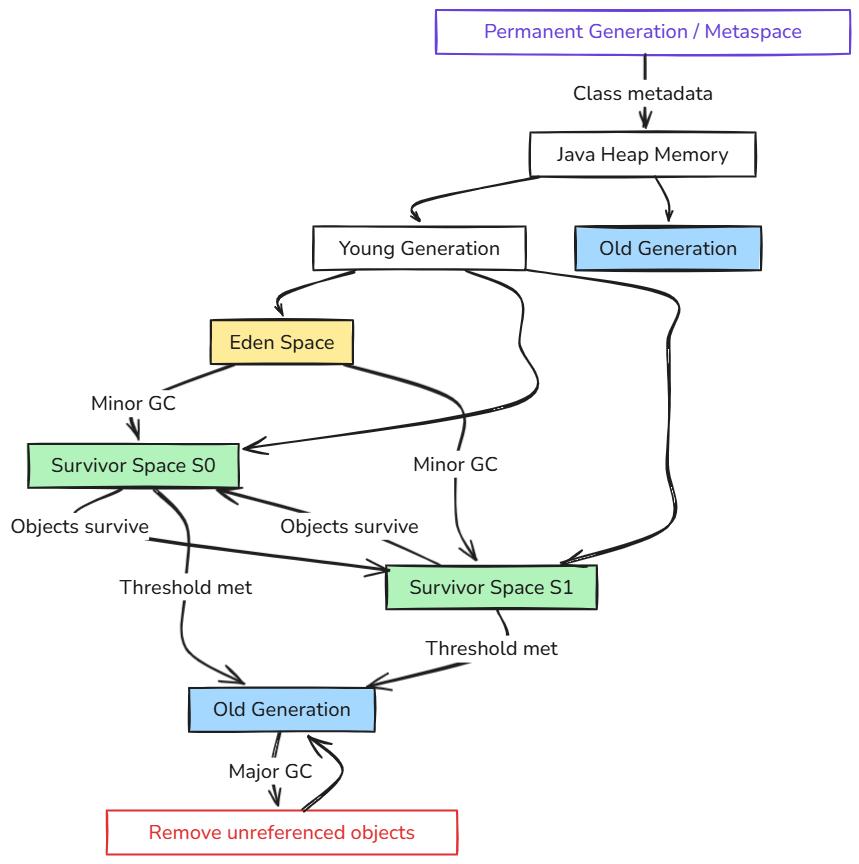 Permanent Generation / Metaspace
Class metadata
Java Heap Memory
Young Generation
Old Generation
Eden Space
Minor GC
Survivor Space S0
Minor GC
Objects survive
Objects survive
Threshold met
Survivor Space S1
Threshold met
Old Generation
Major GC
Remove unreferenced objects